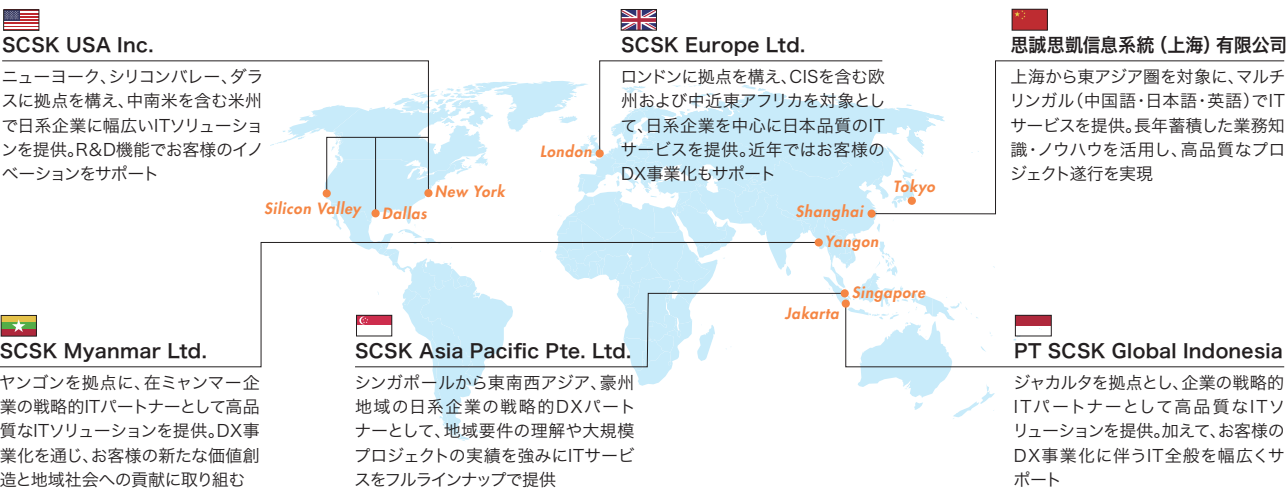 SCSK USA Inc.
ニューヨーク、シリコンバレー、ダラ
スに拠点を構え、中南米を含む米州
で日系企業に幅広いITソリューショ
ンを提供。R&D機能でお客様のイノ
ベーションをサポート
SCSK Europe Ltd.
ロンドンに拠点を構え、CISを含む欧
州および中近東アフリカを対象とし
て、日系企業を中心に日本品質のIT
サービスを提供。近年ではお客様の
DX事業化もサポート
思誠思凱信息系統（上海）有限公司
上海から東アジア圏を対象に、マルチ
リンガル（中国語・日本語・英語）でIT
サービスを提供。長年蓄積した業務知
識・ノウハウを活用し、高品質なプロ
ジェクト遂行を実現
London
New York
Silicon Valley
Dallas
Tokyo
Shanghai
Yangon
Singapore
Jakarta
SCSK Myanmar Ltd.
ヤンゴンを拠点に、在ミャンマー企
業の戦略的ITパートナーとして高品
質なITソリューションを提供。DX事
業化を通じ、お客様の新たな価値創
造と地域社会への貢献に取り組む
SCSK Asia Pacific Pte. Ltd.
シンガポールから東南西アジア、豪州
地域の日系企業の戦略的DXパート
ナーとして、地域要件の理解や大規模
プロジェクトの実績を強みにITサービ
スをフルラインナップで提供
PT SCSK Global Indonesia
ジャカルタを拠点とし、企業の戦略的
ITパートナーとして高品質なITソ
リューションを提供。加えて、お客様の
DX事業化に伴うIT全般を幅広くサ
ポート